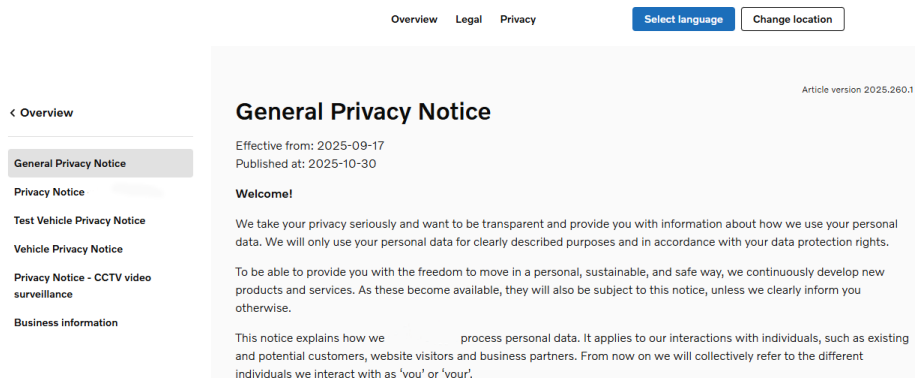 Overview Legal Privacy Select language Change location
Article version 2025.260.1
< Overview
General Privacy Notice
Privacy Notice
Test Vehicle Privacy Notice
Vehicle Privacy Notice
Privacy Notice - CCTV video
surveillance
Business information
General Privacy Notice
Effective from: 2025-09-17
Published at: 2025-10-30
Welcome!
We take your privacy seriously and want to be transparent and provide you with information about how we use your personal
data. We will only use your personal data for clearly described purposes and in accordance with your data protection rights.
To be able to provide you with the freedom to move in a personal, sustainable, and safe way, we continuously develop new
products and services. As these become available, they will also be subject to this notice, unless we clearly inform you
otherwise.
This notice explains how we process personal data. It applies to our interactions with individuals, such as existing
and potential customers, website visitors and business partners. From now on we will collectively refer to the different
individuals we interact with as ‘you’ or ‘your’.